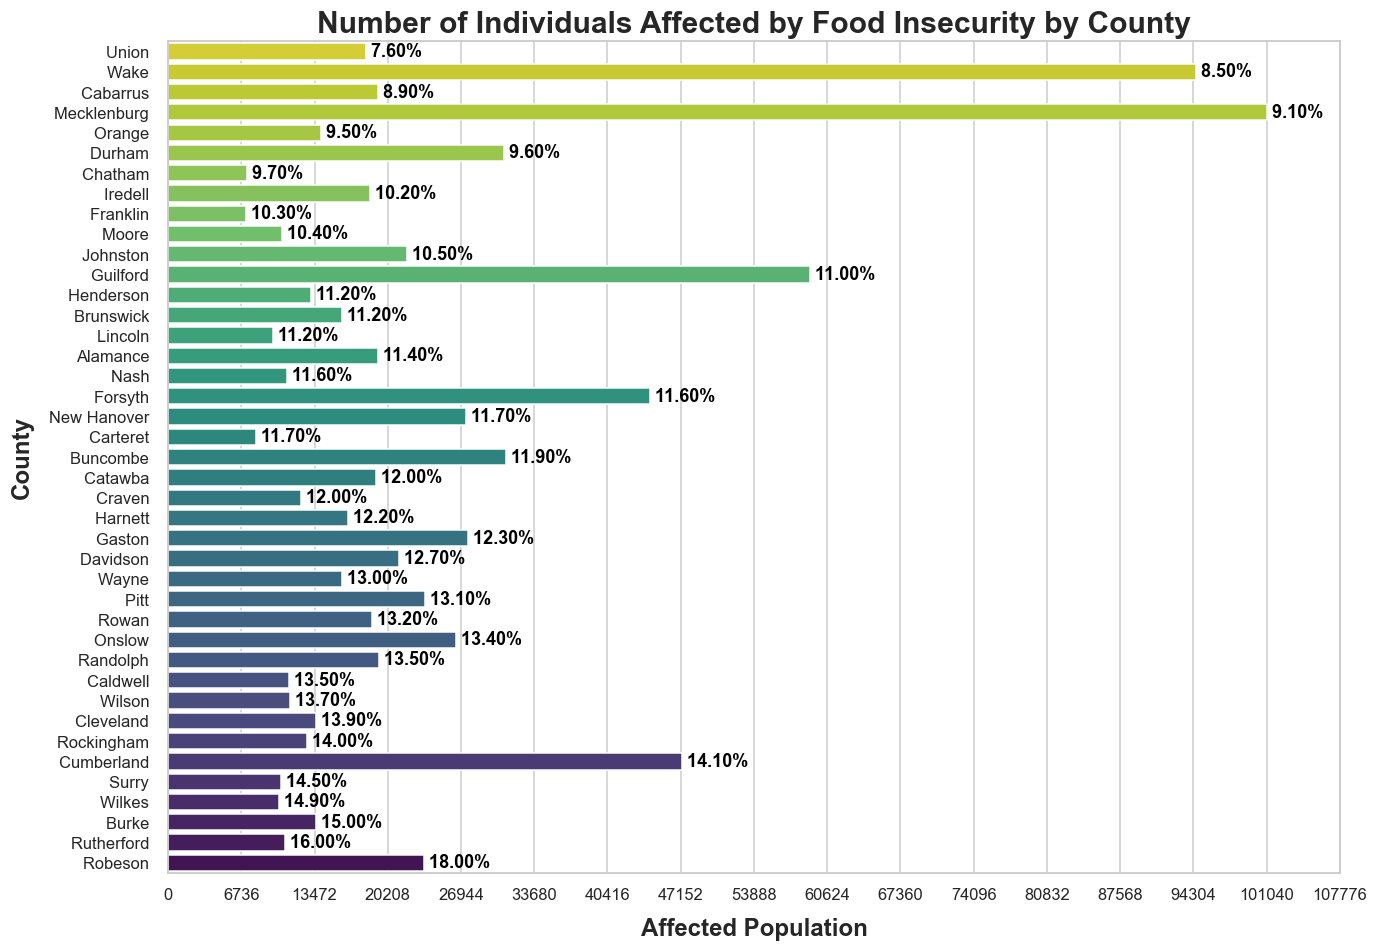 Number of Individuals Affected by Food Insecurity by County
Union 7.60%
Wake 8.50%
Cabarrus 8.90%
Mecklenburg 9.10%
Orange 9.50%
Durham 9.60%
Chatham 9.70%
Iredell 10.20%
Franklin 10.30%
Moore 10.40%
Johnston 10.50%
Guilford 11.00%
Henderson 11.20%
Brunswick 11.20%
Lincoln 11.20%
Alamance 11.40%
Nash 11.60%
Forsyth 11.60%
New Hanover 11.70%
Carteret 11.70%
Buncombe 11.90%
Catawba 12.00%
Craven 12.00%
Harnett 12.20%
Gaston 12.30%
Davidson 12.70%
Wayne 13.00%
Pitt 13.10%
Rowan 13.20%
Onslow 13.40%
Randolph 13.50%
Caldwell 13.50%
Wilson 13.70%
Cleveland 13.90%
Rockingham 14.00%
Cumberland 14.10%
Surry 14.50%
Wilkes 14.90%
Burke 15.00%
Rutherford 16.00%
Robeson 18.00%
County
0 6736 13472 20208 26944 33680 40416 47152 53888 60624 67360 74096 80832 87568 94304 101040 107776
Affected Population